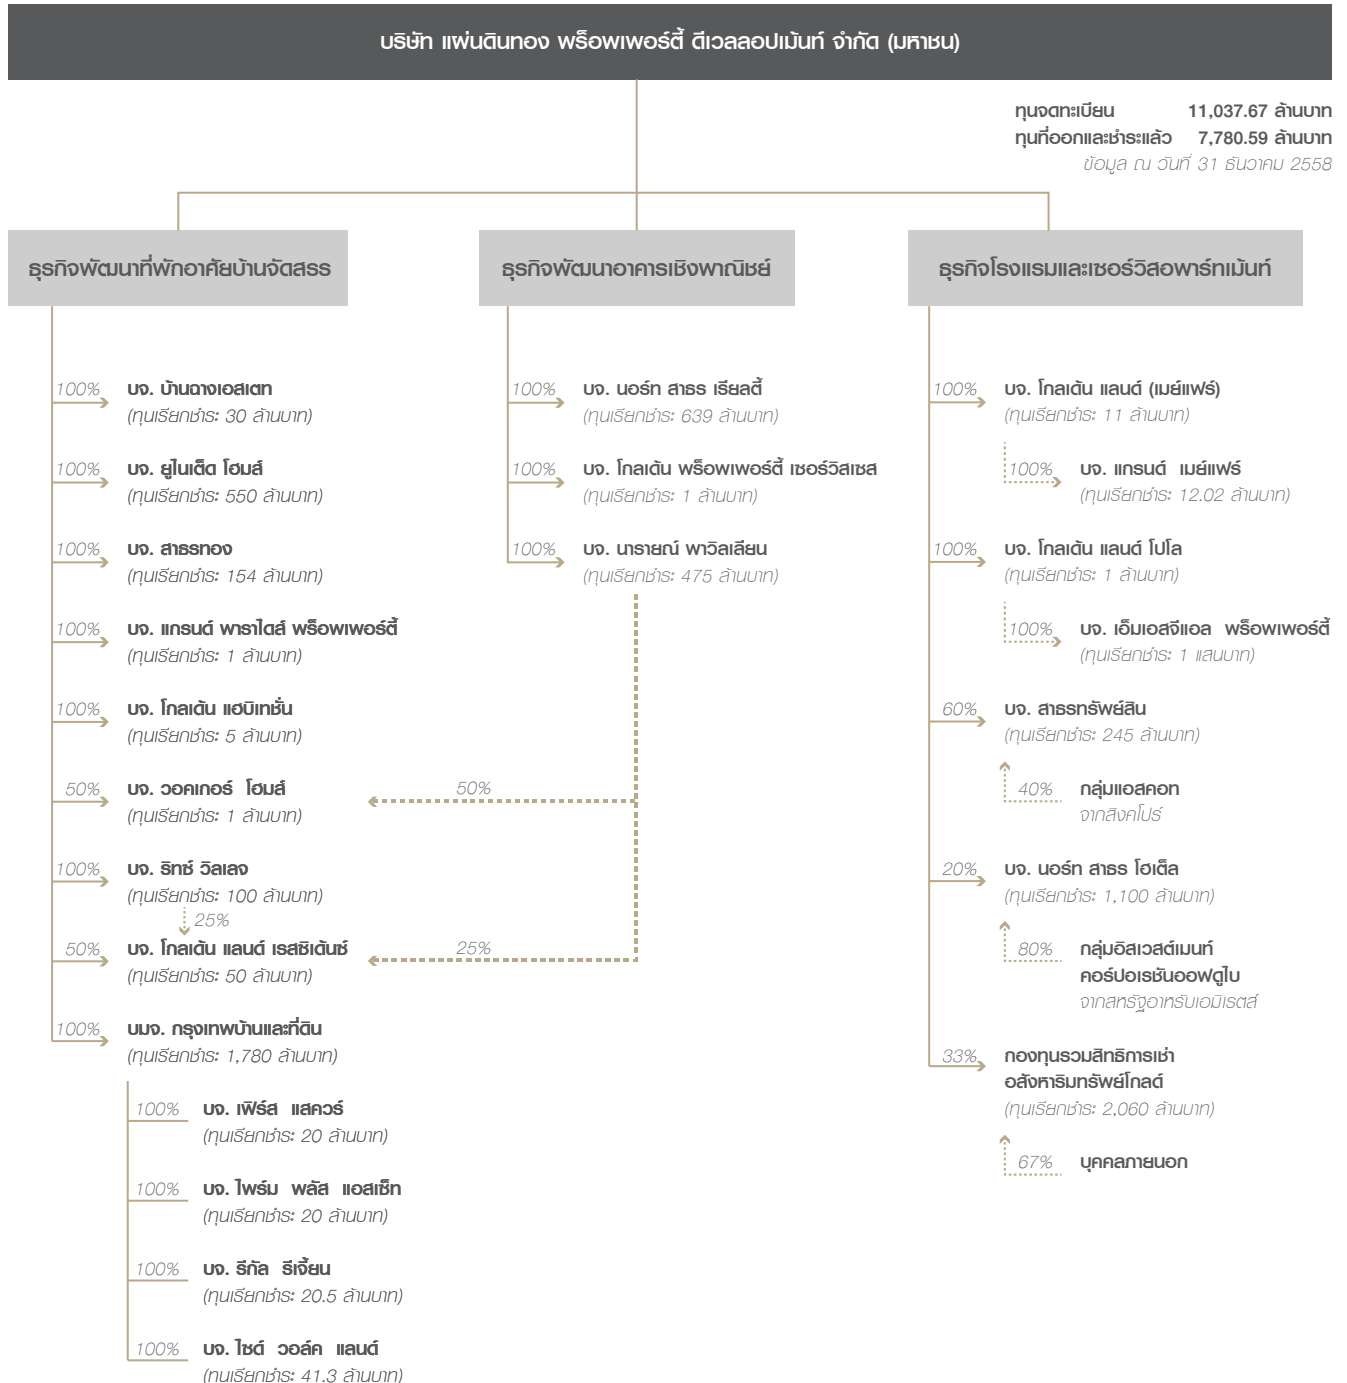 บริษัท แผ่นดินทอง พร็อพเพอร์ตี้ ดีเวลลอปเม้นท์ จำกัด (มหาชน)
ทุนจดทะเบียน 11,037.67 ล้านบาท
ทุนที่ออกและชำระแล้ว 7,780.59 ล้านบาท
ข้อมูล ณ วันที่ 31 ธันวาคม 2558
ธุรกิจพัฒนาที่พักอาศัยบ้านจัดสรร
100% บจ. บ้านฉางเอสเตท
(ทุนเรียกชำระ 30 ล้านบาท)
100% บจ. ยูไนเต็ด โฮมส์
(ทุนเรียกชำระ 550 ล้านบาท)
100% บจ. สาธรทอง
(ทุนเรียกชำระ 154 ล้านบาท)
100% บจ. แกรนด์ พาราไดส์ พร็อพเพอร์ตี้
(ทุนเรียกชำระ 1 ล้านบาท)
100% บจ. โกลเด้น แฮบิเทชั่น
(ทุนเรียกชำระ 5 ล้านบาท)
50% บจ. วอคเกอร์ โฮมส์
(ทุนเรียกชำระ 1 ล้านบาท)
100% บจ. ริทซ์ วิลเลจ
(ทุนเรียกชำระ 100 ล้านบาท)
25%
50% บจ. โกลเด้น แลนด์ เรสซิเด้นซ์
(ทุนเรียกชำระ 50 ล้านบาท)
100% บมจ. กรุงเทพบ้านและที่ดิน
(ทุนเรียกชำระ 1,780 ล้านบาท)
100% บจ. เฟิร์ส แสควร์
(ทุนเรียกชำระ 20 ล้านบาท)
100% บจ. ไพร์ม พลัส แอสเซ็ท
(ทุนเรียกชำระ 20 ล้านบาท)
100% บจ. รีกัล รีเจี้ยน
(ทุนเรียกชำระ 20.5 ล้านบาท)
100% บจ. ไซด์ วอล์ค แลนด์
(ทุนเรียกชำระ 41.3 ล้านบาท)
ธุรกิจพัฒนาอาคารเชิงพาณิชย์
100% บจ. นอร์ท สาธร เรียลตี้
(ทุนเรียกชำระ 639 ล้านบาท)
100% บจ. โกลเด้น พร็อพเพอร์ตี้ เซอร์วิสเซส
(ทุนเรียกชำระ 1 ล้านบาท)
100% บจ. นารายณ์ พาวิลเลียน
(ทุนเรียกชำระ 475 ล้านบาท)
50%
25%
ธุรกิจโรงแรมและเซอร์วิสอพาร์ทเม้นท์
100% บจ. โกลเด้น แลนด์ (เมย์แฟร์)
(ทุนเรียกชำระ 11 ล้านบาท)
100% บจ. แกรนด์ เมย์แฟร์
(ทุนเรียกชำระ 12.02 ล้านบาท)
100% บจ. โกลเด้น แลนด์ โปโล
(ทุนเรียกชำระ 1 ล้านบาท)
100% บจ. เอ็มเอสจีแอล พร็อพเพอร์ตี้
(ทุนเรียกชำระ 1 แสนบาท)
60% บจ. สาธรทรัพย์สิน
(ทุนเรียกชำระ 245 ล้านบาท)
40% กลุ่มแอสคอท
จากสิงคโปร์
20% บจ. นอร์ท สาธร โฮเต็ล
(ทุนเรียกชำระ 1,100 ล้านบาท)
80% กลุ่มอิสเวสต์เมนท์
คอร์ปอเรชันออฟดูไบ
จากสหรัฐอาหรับเอมิเรตส์
33% กองทุนรวมสิทธิการเช่า
อสังหาริมทรัพย์โกลด์
(ทุนเรียกชำระ 2,060 ล้านบาท)
67% บุคคลภายนอก